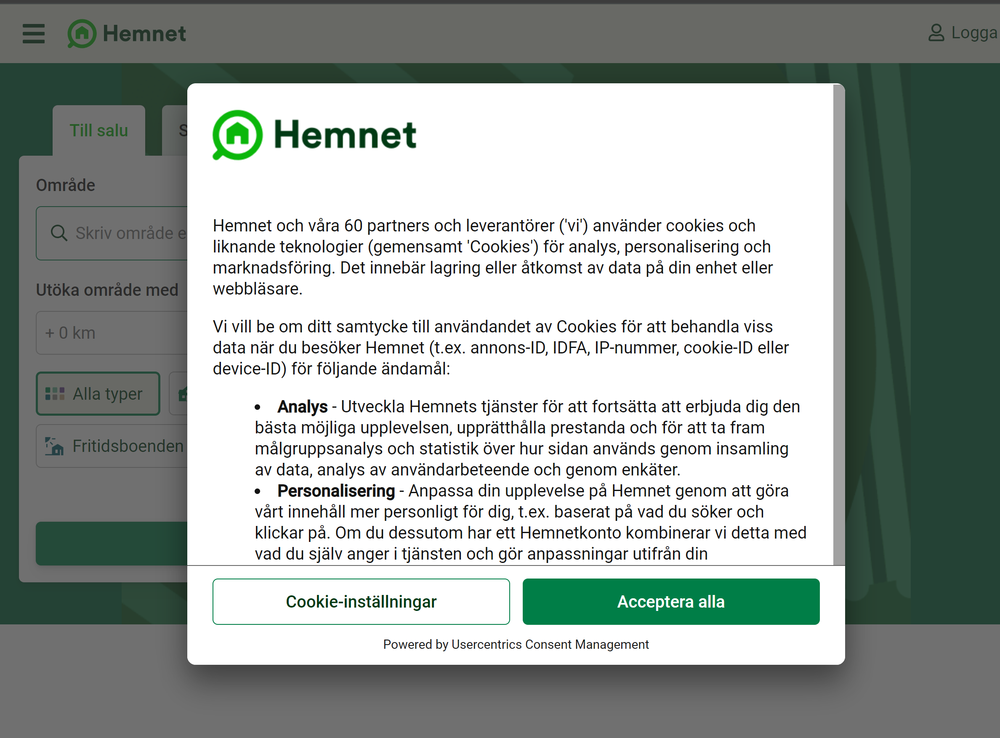 Hemnet
Logga
Till salu
S
Område
Skriv område e
Utöka område med
+ 0 km
Alla typer
Fritidsboenden
Hemnet
Hemnet och våra 60 partners och leverantörer ('vi') använder cookies och
liknande teknologier (gemensamt 'Cookies') för analys, personalisering och
marknadsföring. Det innebär lagring eller åtkomst av data på din enhet eller
webbläsare.
Vi vill be om ditt samtycke till användandet av Cookies för att behandla viss
data när du besöker Hemnet (t.ex. annons-ID, IDFA, IP-nummer, cookie-ID eller
device-ID) för följande ändamål:
• Analys - Utveckla Hemnets tjänster för att fortsätta att erbjuda dig den
bästa möjliga upplevelsen, upprätthålla prestanda och för att ta fram
målgruppsanalys och statistik över hur sidan används genom insamling
av data, analys av användarbeteende och genom enkäter.
• Personalisering - Anpassa din upplevelse på Hemnet genom att göra
vårt innehåll mer personligt för dig, t.ex. baserat på vad du söker och
klickar på. Om du dessutom har ett Hemnetkonto kombinerar vi detta med
vad du själv anger i tjänsten och gör anpassningar utifrån din
Cookie-inställningar
Acceptera alla
Powered by Usercentrics Consent Management